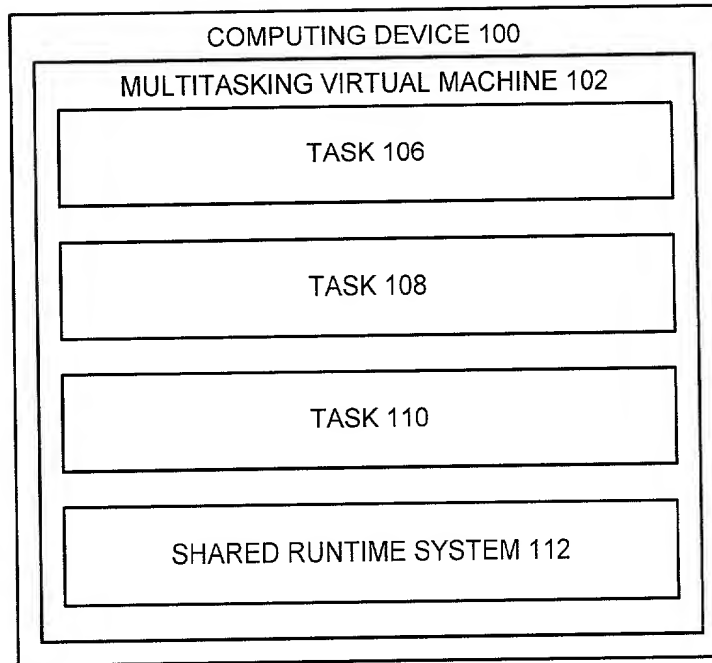 COMPUTING DEVICE 100
MULTITASKING VIRTUAL MACHINE 102
TASK 106
TASK 108
TASK 110
SHARED RUNTIME SYSTEM 112